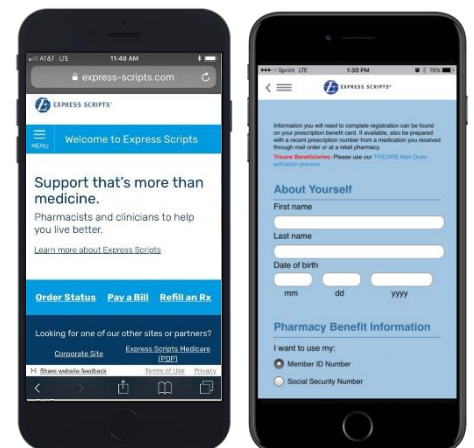 AT&T LTE 11:49 AM
express-scripts.com
EXPRESS SCRIPTS®
MENU
Welcome to Express Scripts
Support that's more than
medicine.
Pharmacists and clinicians to help
you live better.
Learn more about Express Scripts
Order Status Pay a Bill Refill an Rx
Looking for one of our other sites or partners?
Corporate Site Express Scripts Medicare
(PDP)
Share website feedback Terms of Use Privacy
Sprint LTE 1:30 PM 76%
EXPRESS SCRIPTS®
Information you will need to complete registration can be found
on your prescription benefit card. If available, also be prepared
with a recent prescription number from a medication you received
through mail order or at a retail pharmacy.
Tricare Beneficiaries: Please use our TRICARE Mail Order
activation process
About Yourself
First name
Last name
Date of birth
mm dd yyyy
Pharmacy Benefit Information
I want to use my:
Member ID Number
Social Security Number